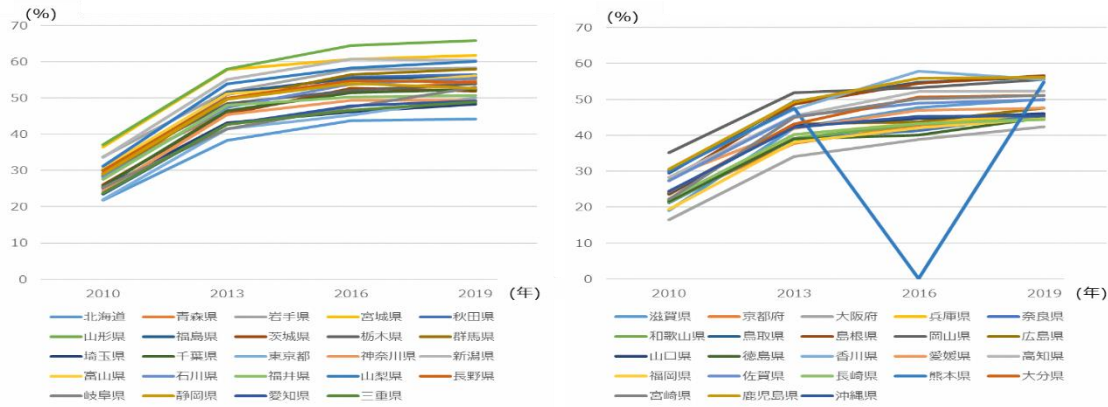 (%)
70
60
50
40
30
20
10
0
2010 2013 2016 2019 (年)
北海道 青森県 岩手県 宮城県 秋田県
山形県 福島県 茨城県 栃木県 群馬県
埼玉県 千葉県 東京都 神奈川県 新潟県
富山県 石川県 福井県 山梨県 長野県
岐阜県 静岡県 愛知県 三重県
(%)
70
60
50
40
30
20
10
0
2010 2013 2016 2019 (年)
滋賀県 京都府 大阪府 兵庫県 奈良県
和歌山県 鳥取県 島根県 岡山県 広島県
山口県 徳島県 香川県 愛媛県 高知県
福岡県 佐賀県 長崎県 熊本県 大分県
宮崎県 鹿児島県 沖縄県